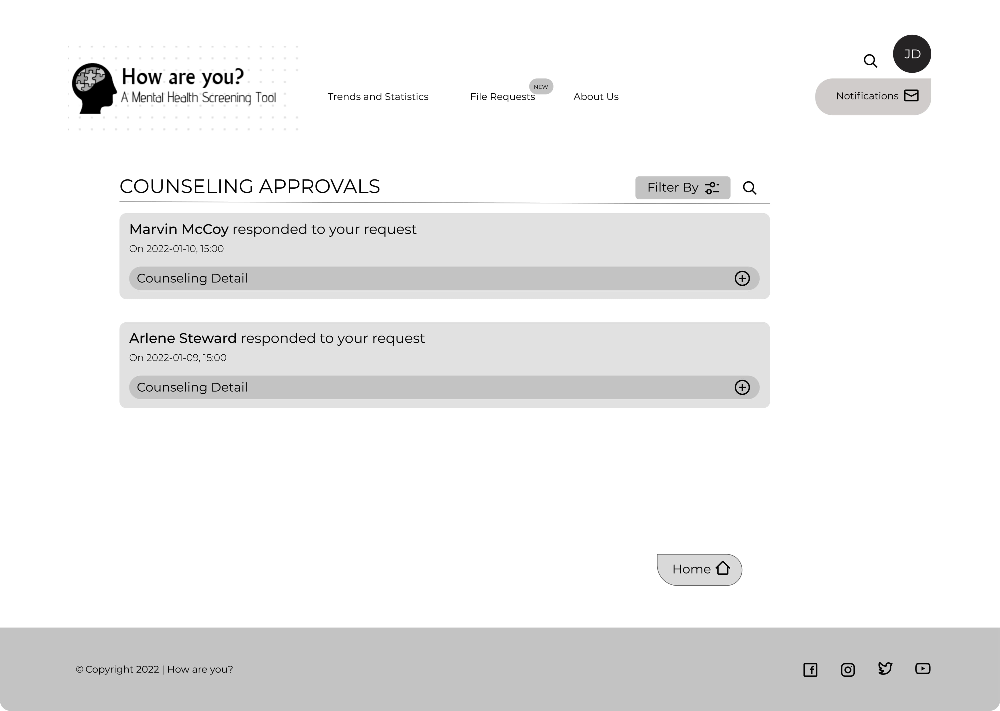 JD
How are you?
A Mental Health Screening Tool
NEW
Trends and Statistics
File Requests
About Us
Notifications
COUNSELING APPROVALS
Filter By
Marvin McCoy responded to your request
On 2022-01-10, 15:00
Counseling Detail
Arlene Steward responded to your request
On 2022-01-09, 15:00
Counseling Detail
Home
© Copyright 2022 | How are you?